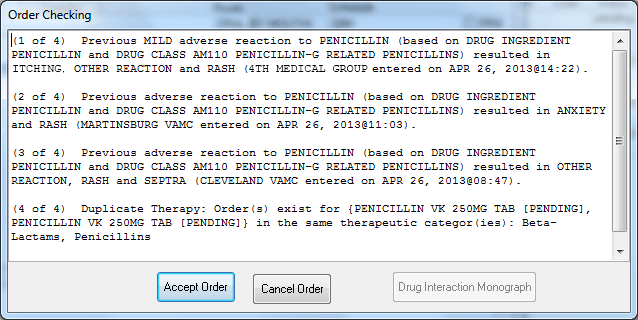 Order Checking
(1 of 4)  Previous MILD adverse reaction to PENICILLIN (based on DRUG INGREDIENT
PENICILLIN and DRUG CLASS AM110 PENICILLIN-G RELATED PENICILLINS) resulted in
ITCHING, OTHER REACTION and RASH (4TH MEDICAL GROUP entered on APR 26, 2013@14:22).
(2 of 4)  Previous adverse reaction to PENICILLIN (based on DRUG INGREDIENT
PENICILLIN and DRUG CLASS AM110 PENICILLIN-G RELATED PENICILLINS) resulted in ANXIETY
and RASH (MARTINSBURG VAMC entered on APR 26, 2013@11:03).
(3 of 4)  Previous adverse reaction to PENICILLIN (based on DRUG INGREDIENT
PENICILLIN and DRUG CLASS AM110 PENICILLIN-G RELATED PENICILLINS) resulted in OTHER
REACTION, RASH and SEPTRA (CLEVELAND VAMC entered on APR 26, 2013@08:47).
(4 of 4)  Duplicate Therapy: Order(s) exist for {PENICILLIN VK 250MG TAB [PENDING],
PENICILLIN VK 250MG TAB [PENDING]} in the same therapeutic categor(ies): Beta-
Lactams, Penicillins
Accept Order
Cancel Order
Drug Interaction Monograph